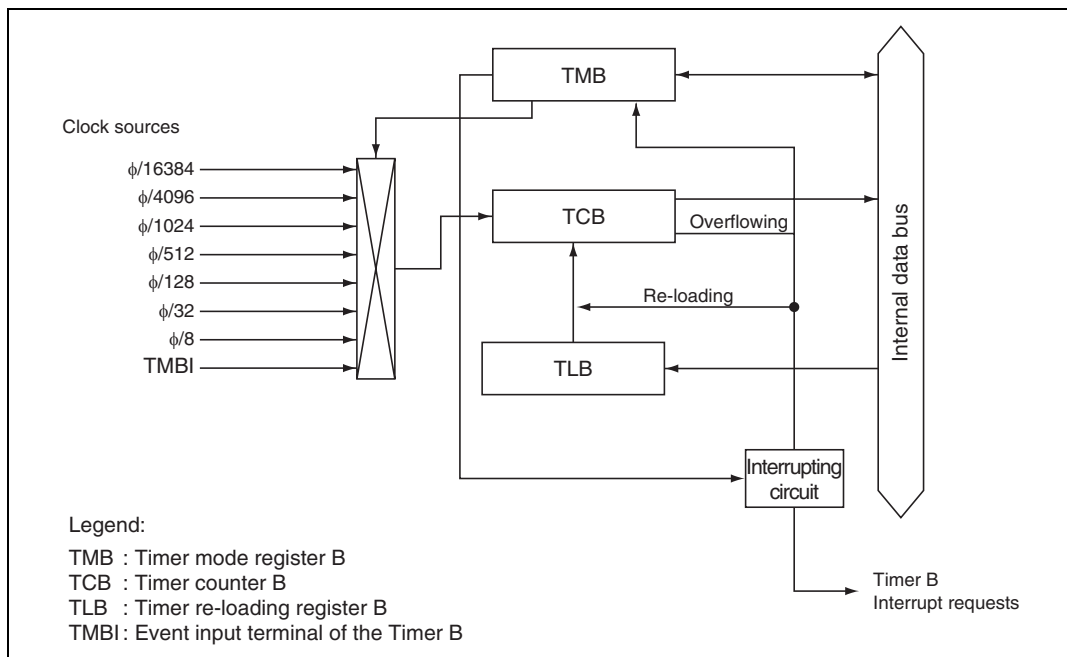 TMB
Clock sources
ϕ/16384
ϕ/4096
ϕ/1024
ϕ/512
ϕ/128
ϕ/32
ϕ/8
TMBI
TCB
Overflowing
Re-loading
TLB
Internal data bus
Interrupting
circuit
Timer B
Interrupt requests
Legend:
TMB : Timer mode register B
TCB : Timer counter B
TLB : Timer re-loading register B
TMBI : Event input terminal of the Timer B